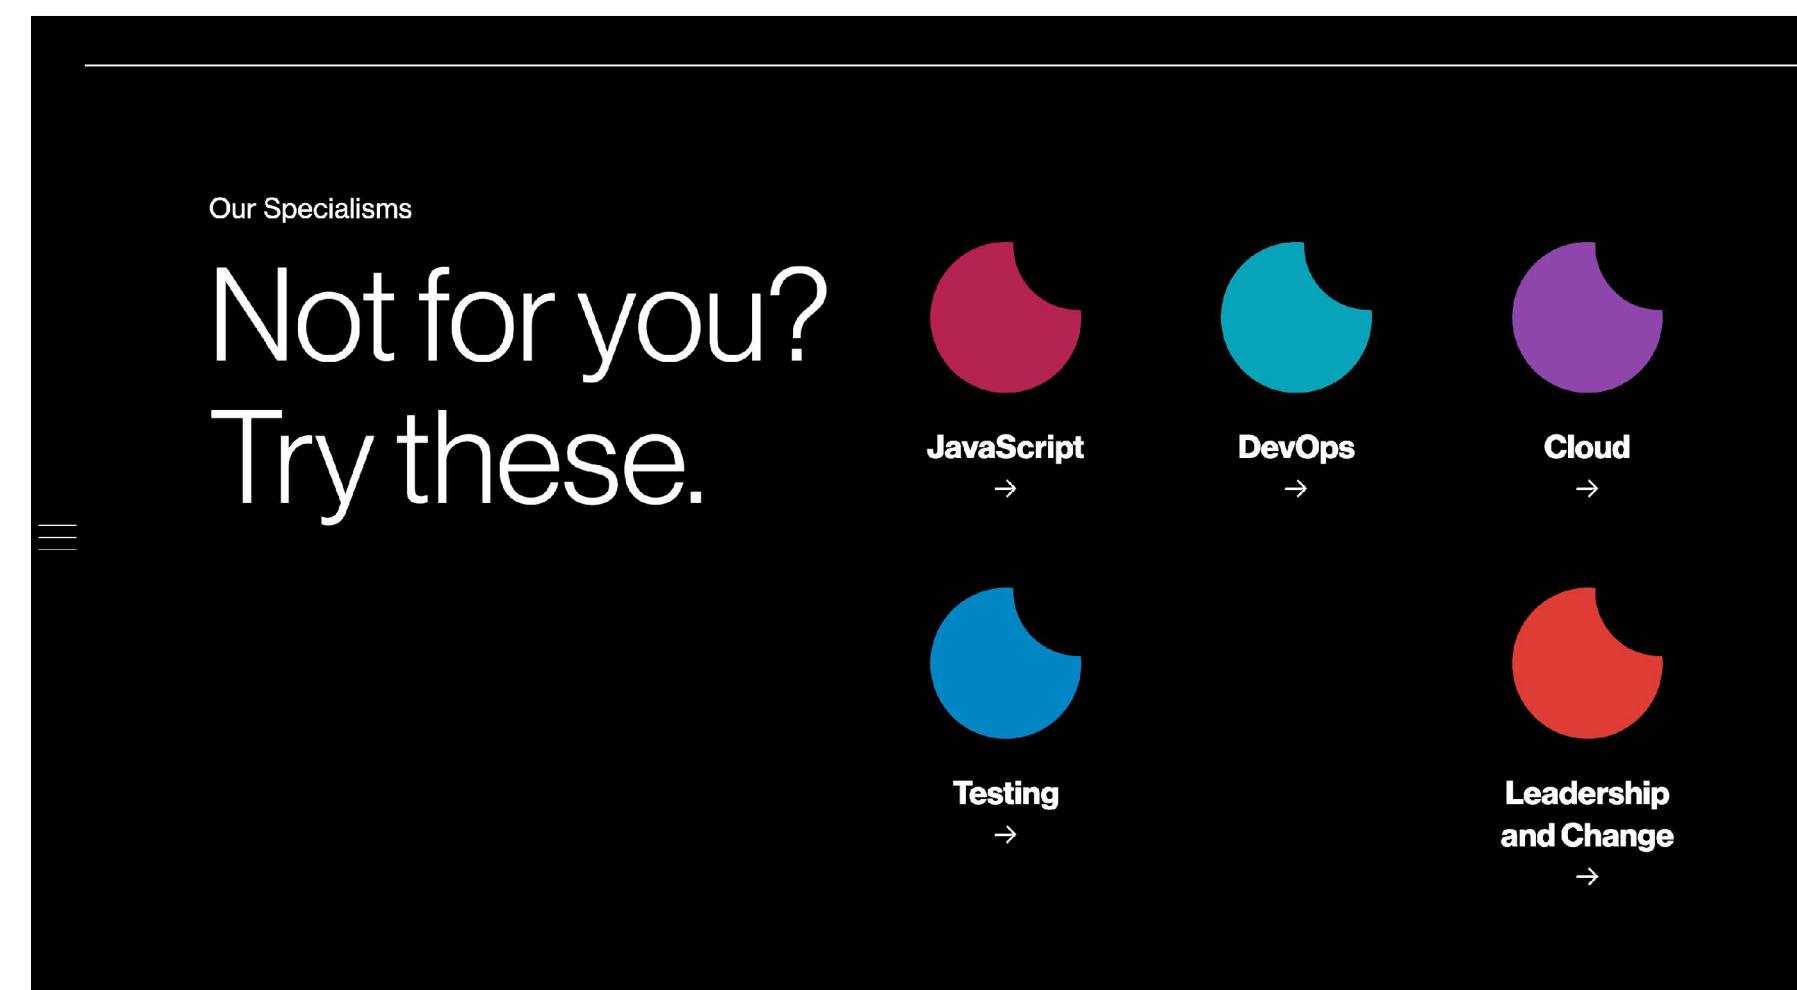 Our Specialisms
Not for you?
Try these.
JavaScript
→
DevOps
→
Cloud
→
Testing
→
Leadership
and Change
→